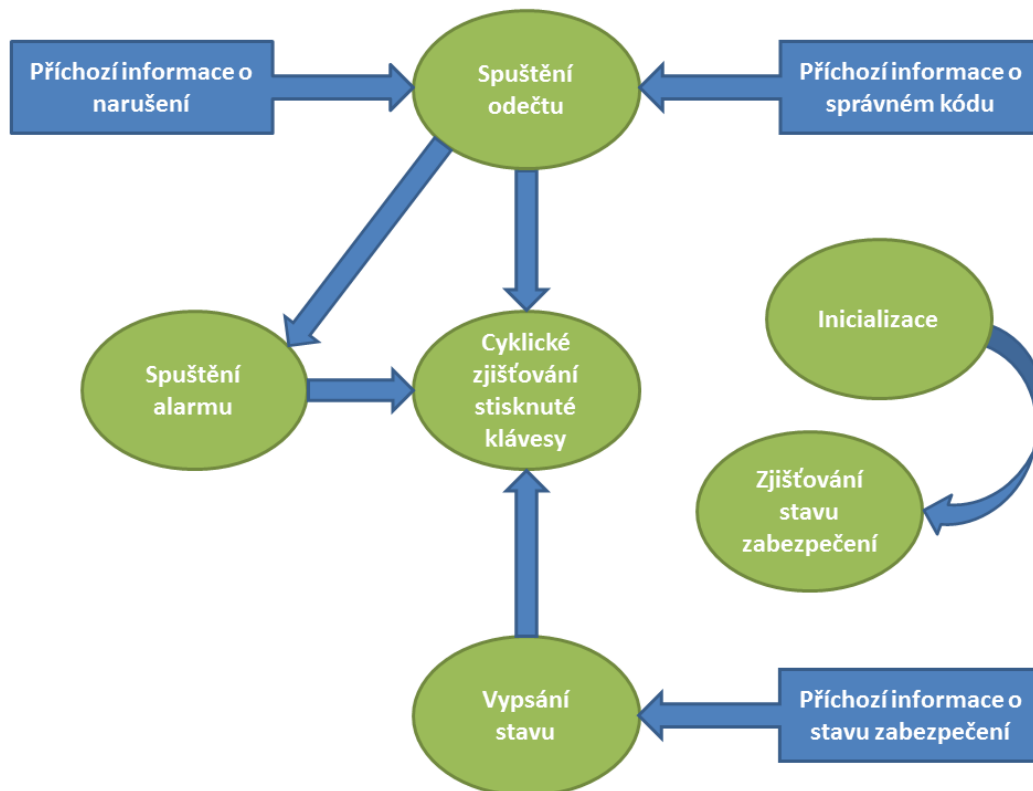 Příchozí informace o
narušení
Spuštění
odečtu
Příchozí informace o
správném kódu
Inicializace
Spuštění
alarmu
Cyklické
zjišťování
stisknuté
klávesy
Zjišťování
stavu
zabezpečení
Vypsání
stavu
Příchozí informace o
stavu zabezpečení